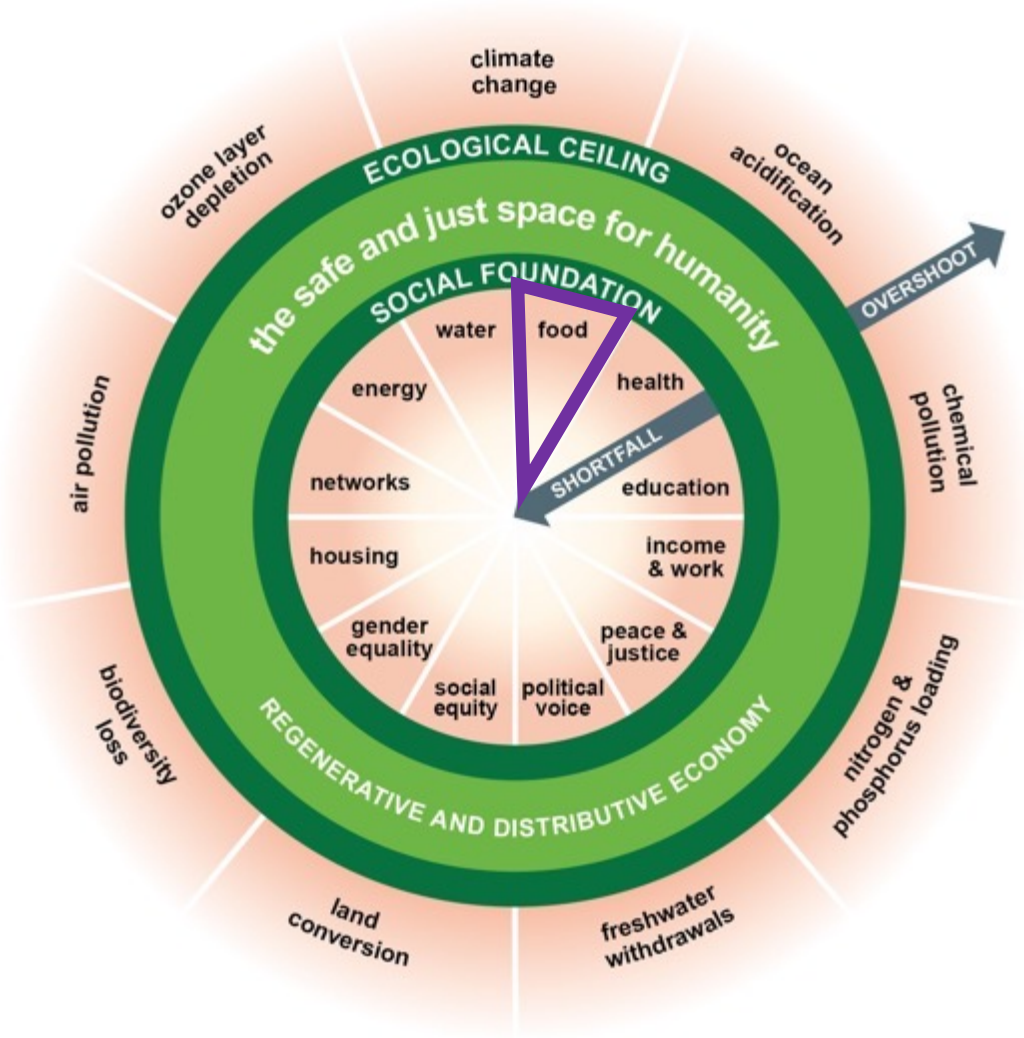 climate
change
ozone layer
depletion
ocean
acidification
ECOLOGICAL CEILING
the safe and just space for humanity
OVERSHOOT
SOCIAL FOUNDATION
water
food
energy
health
air pollution
chemical
pollution
SHORTFALL
networks
education
housing
income
& work
gender
equality
peace &
justice
social
equity
political
voice
biodiversity
loss
nitrogen &
phosphorus loading
REGENERATIVE AND DISTRIBUTIVE ECONOMY
land
conversion
freshwater
withdrawals